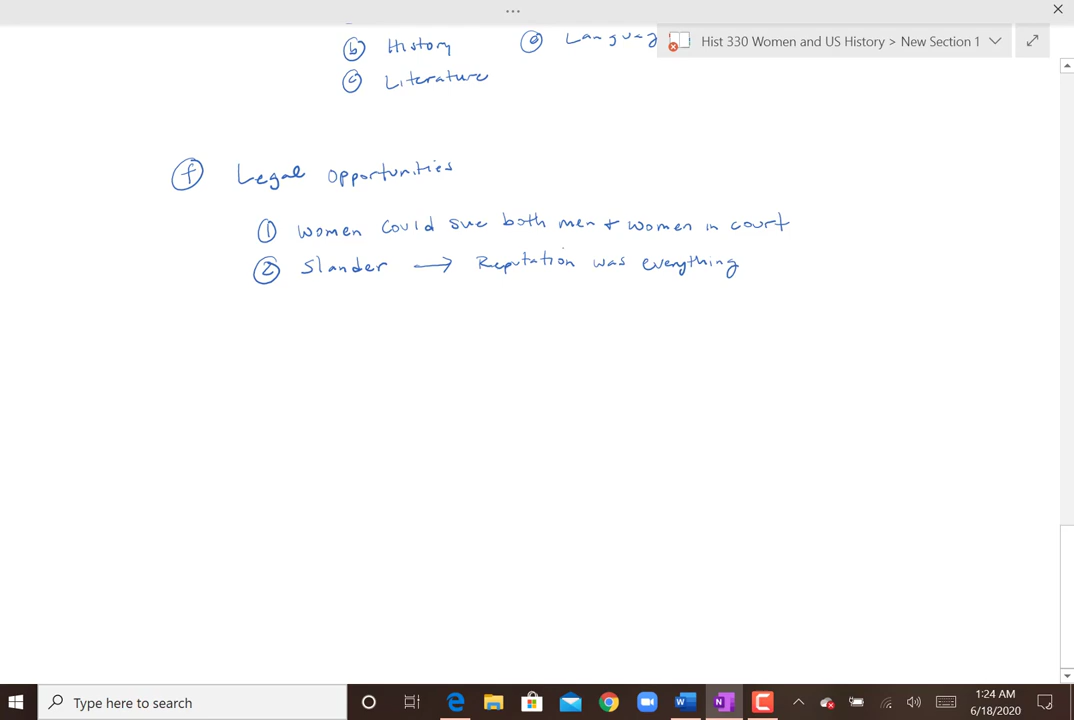 Hist 330 Women and US History > New Section 1
ⓑ History ⓔ Language
ⓒ Literature
ⓕ Legal Opportunities
① Women could sue both men + women in court
② Slander → Reputation was everything
Type here to search
1:24 AM
6/18/2020